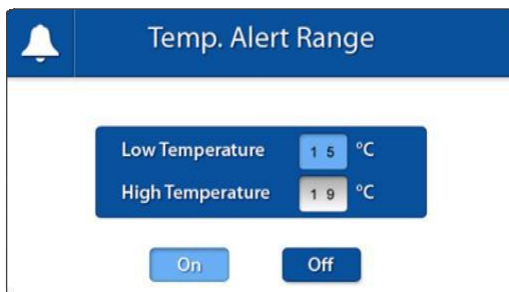 Temp. Alert Range
Low Temperature 15 °C
High Temperature 19 °C
On Off